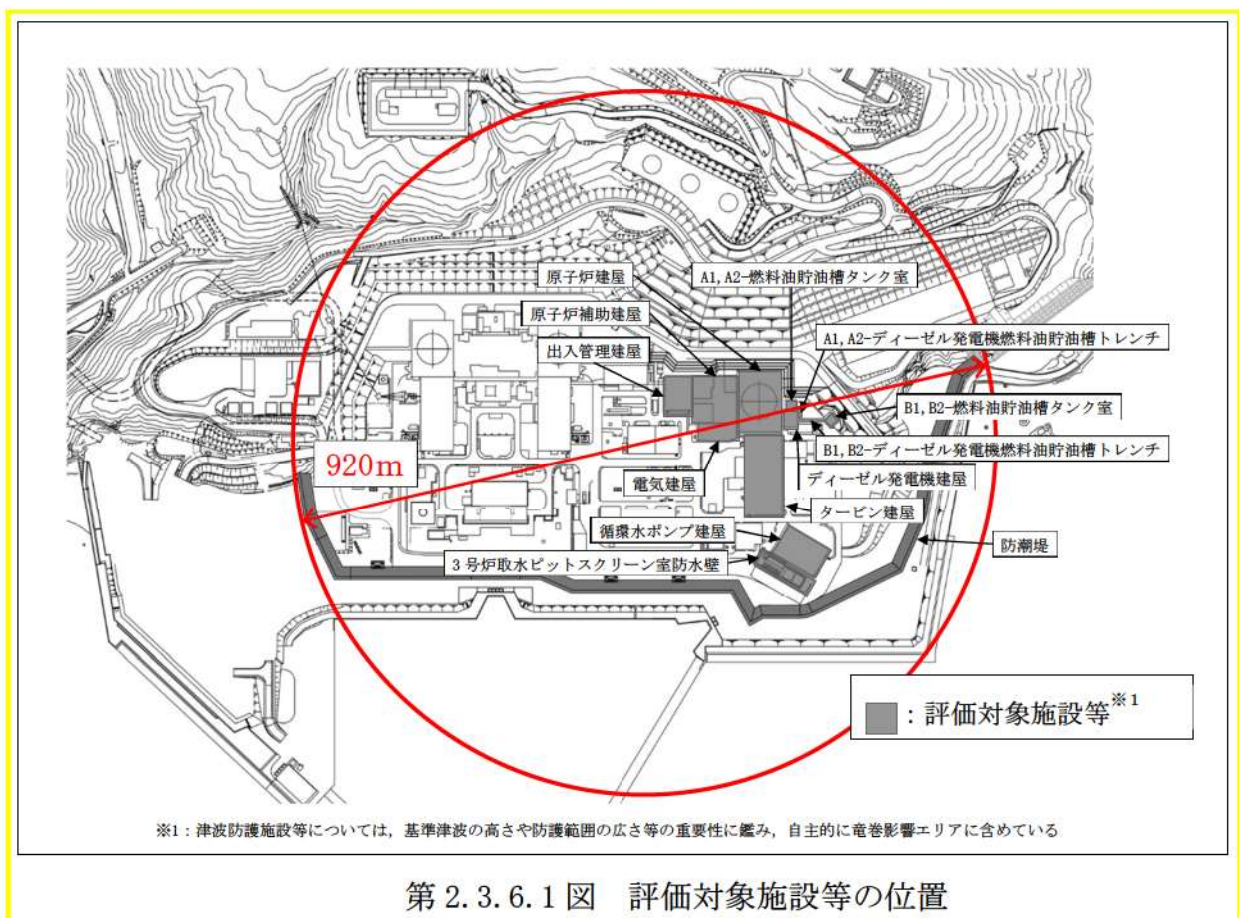 原子炉建屋
A1, A2-燃料油貯油槽タンク室
原子炉補助建屋
出入管理建屋
A1, A2-ディーゼル発電機燃料油貯油槽トレンチ
B1, B2-燃料油貯油槽タンク室
B1, B2-ディーゼル発電機燃料油貯油槽トレンチ
920m
電気建屋
ディーゼル発電機建屋
タービン建屋
循環水ポンプ建屋
防潮堤
3号炉取水ピットスクリーン室防水壁
：評価対象施設等※1
※1：津波防護施設等については，基準津波の高さや防護範囲の広さ等の重要性に鑑み，自主的に竜巻影響エリアに含めている
第2.3.6.1図　評価対象施設等の位置